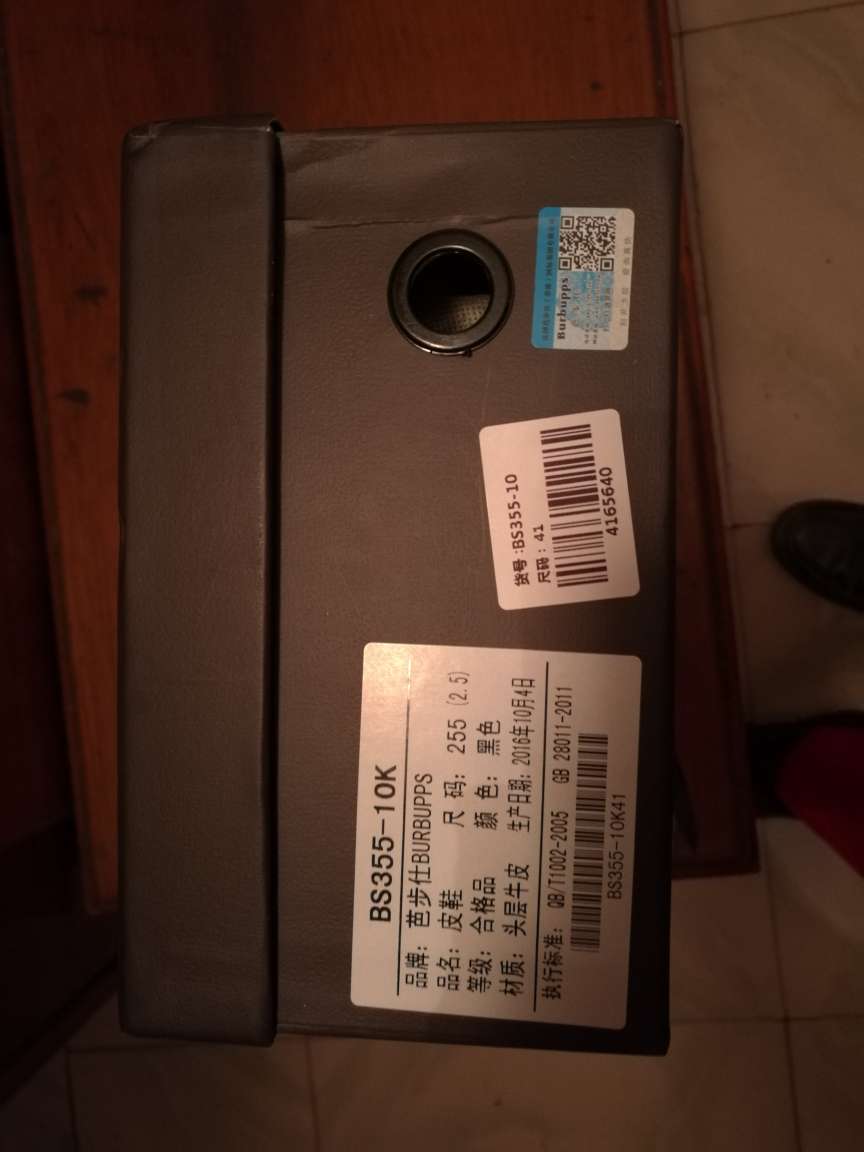 BS355-10K
品牌: 芭步仕BURBUPPS
品名: 皮鞋 尺 码: 255 (2.5)
等级: 合格品 颜 色: 黑色
材质: 头层牛皮 生产日期: 2016年10月4日
执行标准: QB/T1002-2005 GB 28011-2011
BS355-10K41
货号:BS355-10
尺码: 41
4165640
Burbupps